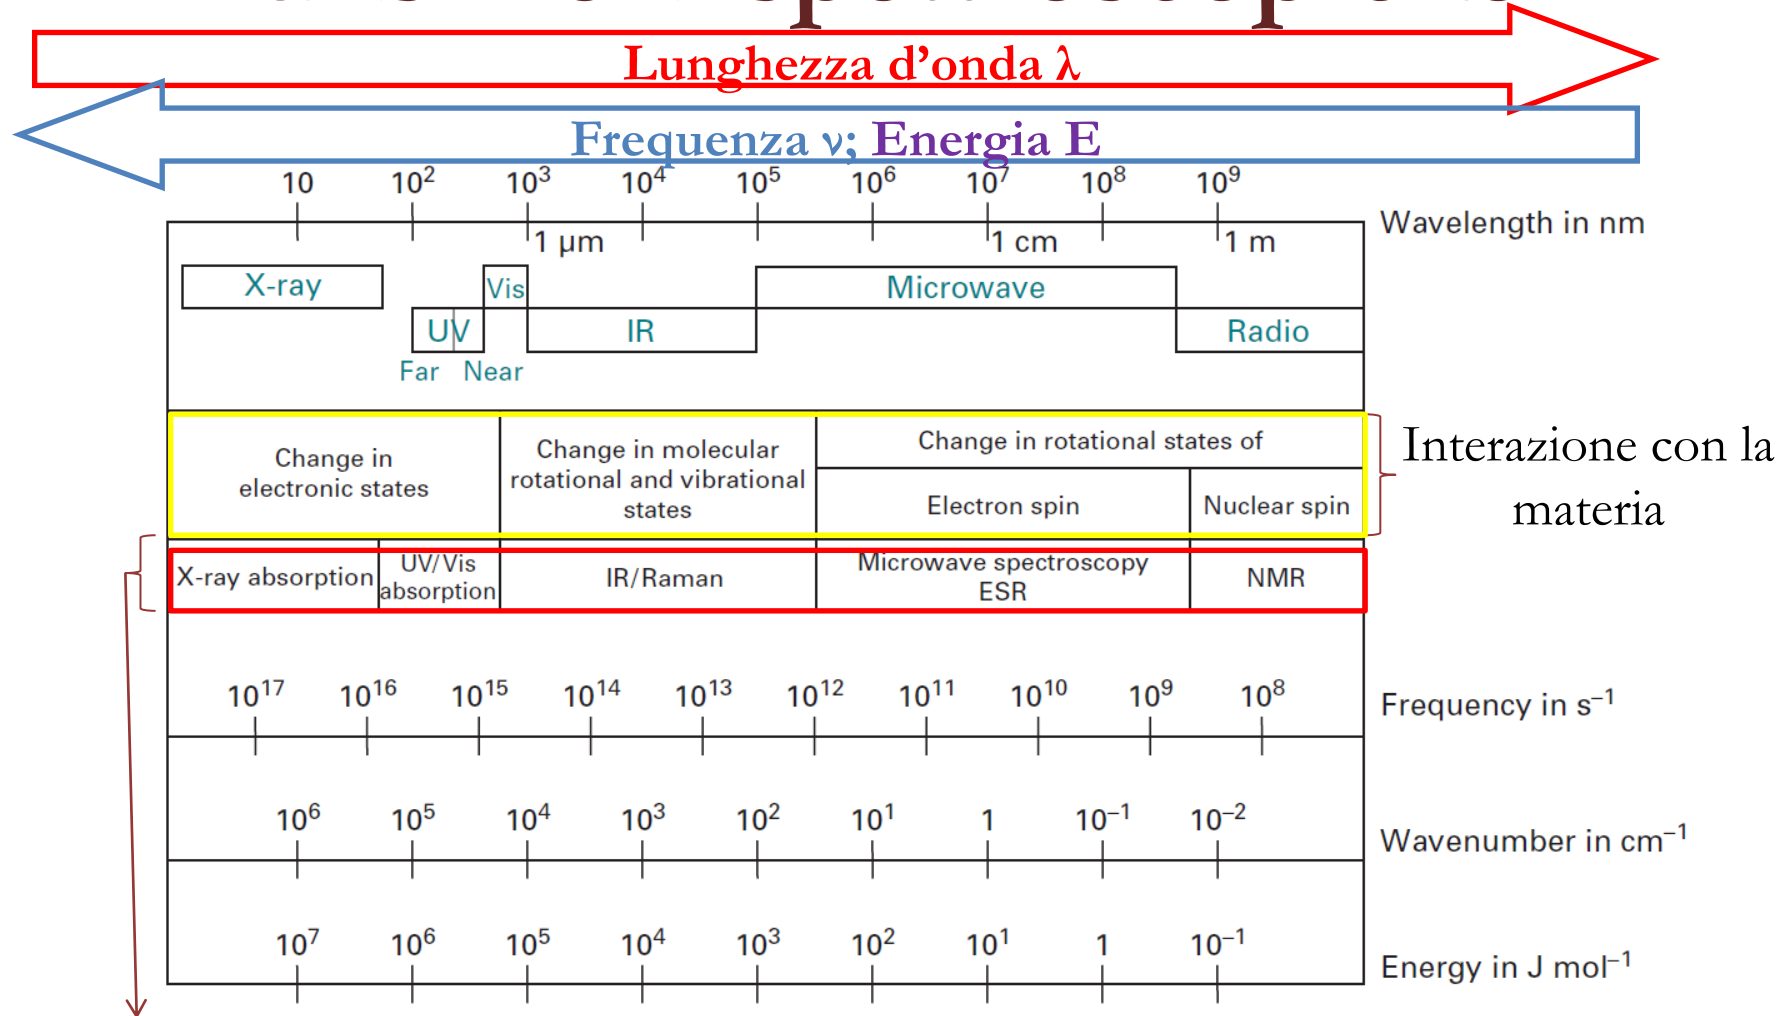 Lunghezza d’onda λ
Frequenza ν; Energia E
10 10² 10³ 10⁴ 10⁵ 10⁶ 10⁷ 10⁸ 10⁹
Wavelength in nm
1 μm 1 cm 1 m
X-ray Vis Microwave
UV IR Radio
Far Near
Change in
electronic states
Change in molecular
rotational and vibrational
states
Change in rotational states of
Electron spin Nuclear spin
Interazione con la
materia
X-ray absorption
UV/Vis
absorption
IR/Raman
Microwave spectroscopy
ESR
NMR
10¹⁷ 10¹⁶ 10¹⁵ 10¹⁴ 10¹³ 10¹² 10¹¹ 10¹⁰ 10⁹ 10⁸
Frequency in s⁻¹
10⁶ 10⁵ 10⁴ 10³ 10² 10¹ 1 10⁻¹ 10⁻²
Wavenumber in cm⁻¹
10⁷ 10⁶ 10⁵ 10⁴ 10³ 10² 10¹ 1 10⁻¹
Energy in J mol⁻¹